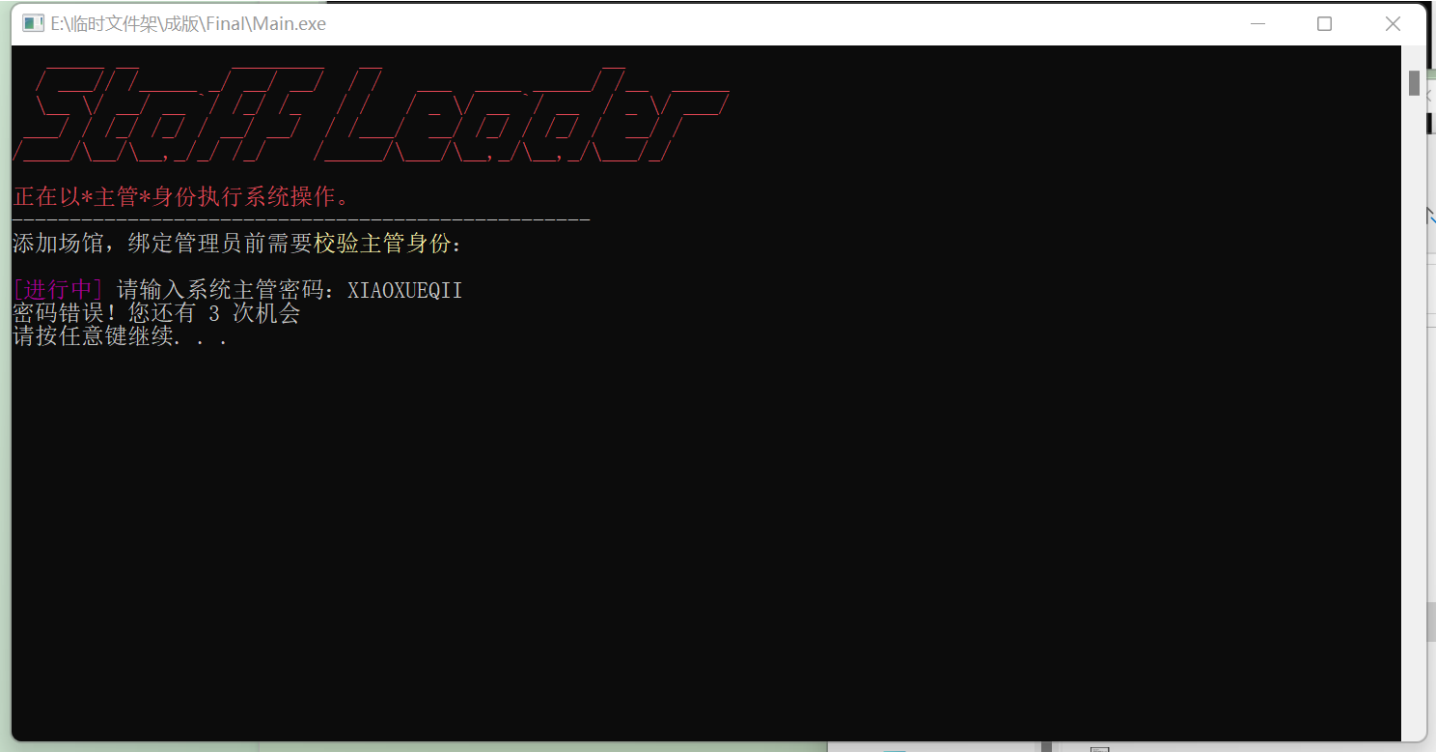 E:\临时文件架\成版\Final\Main.exe
Staff Leader
正在以*主管*身份执行系统操作。
--------------------------------------------------
添加场馆，绑定管理员前需要校验主管身份:
[进行中] 请输入系统主管密码: XIAOXUEQII
密码错误! 您还有 3 次机会
请按任意键继续. . .